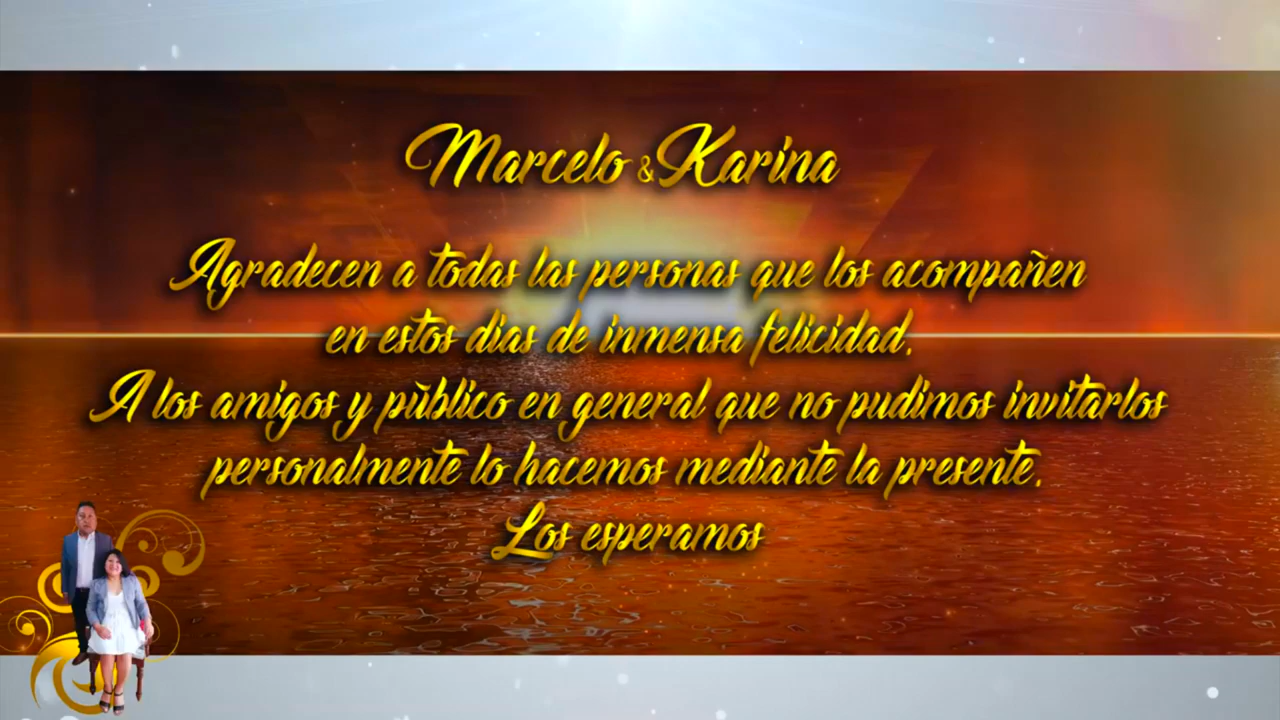 Marcelo & Karina
Agradecen a todas las personas que los acompañen
en estos dias de inmensa felicidad.
A los amigos y pùblico en general que no pudimos invitarlos
personalmente lo hacemos mediante la presente.
Los esperamos